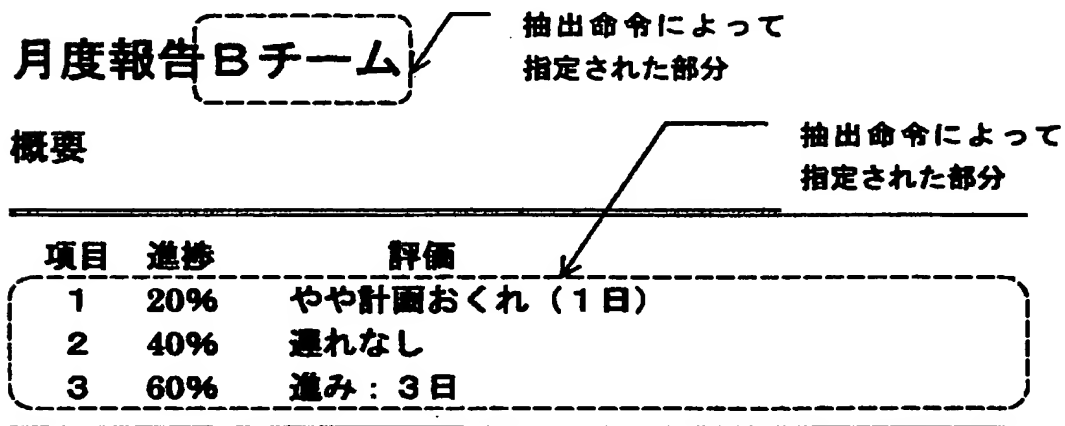 月度報告Bチーム
抽出命令によって
指定された部分
概要
抽出命令によって
指定された部分
項目 進捗 評価
1 20% やや計画おくれ（1日）
2 40%遅れなし
3 60% 進み：3日